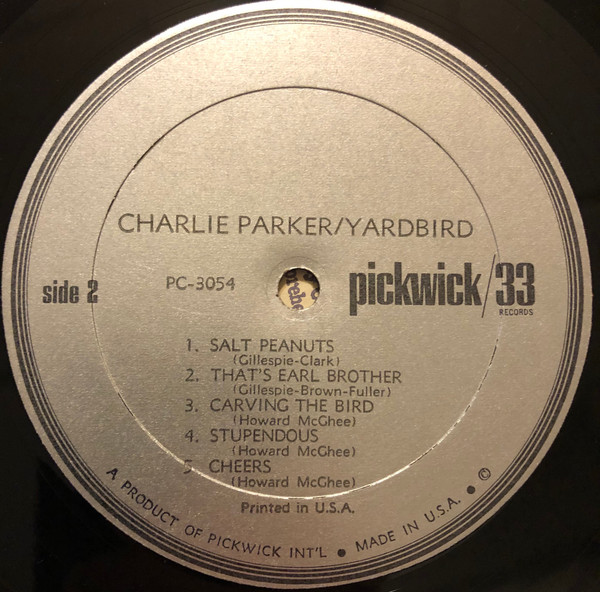 CHARLIE PARKER/YARDBIRD
side 2
PC-3054
pickwick/33
RECORDS
1. SALT PEANUTS
(Gillespie-Clark)
2. THAT'S EARL BROTHER
(Gillespie-Brown-Fuller)
3. CARVING THE BIRD
(Howard McGhee)
4. STUPENDOUS
(Howard McGhee)
5 CHEERS
(Howard McGhee)
Printed in U.S.A.
A PRODUCT OF PICKWICK INT'L ● MADE IN U.S.A. ● ©